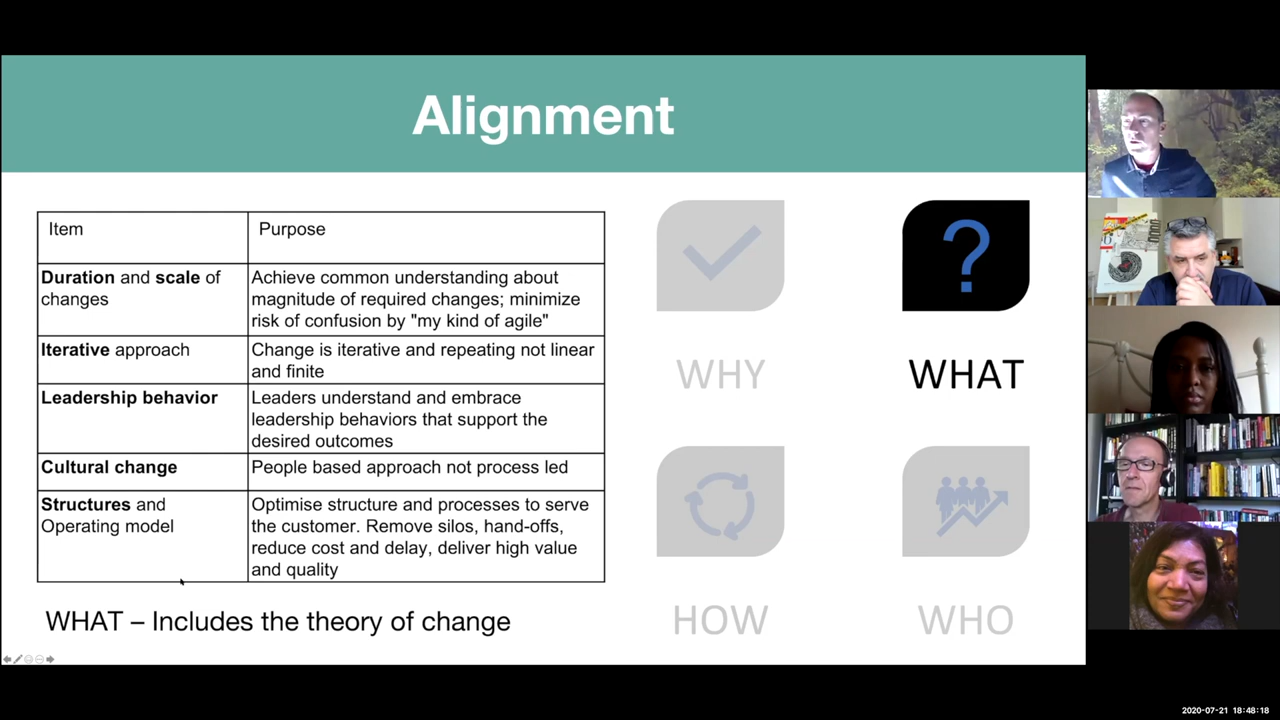 Alignment
Item
Purpose
Duration and scale of
changes
Achieve common understanding about
magnitude of required changes; minimize
risk of confusion by "my kind of agile"
Iterative approach
Change is iterative and repeating not linear
and finite
Leadership behavior
Leaders understand and embrace
leadership behaviors that support the
desired outcomes
Cultural change
People based approach not process led
Structures and
Operating model
Optimise structure and processes to serve
the customer. Remove silos, hand-offs,
reduce cost and delay, deliver high value
and quality
WHAT – Includes the theory of change
?
WHY
WHAT
HOW
WHO
2020-07-21 18:48:18